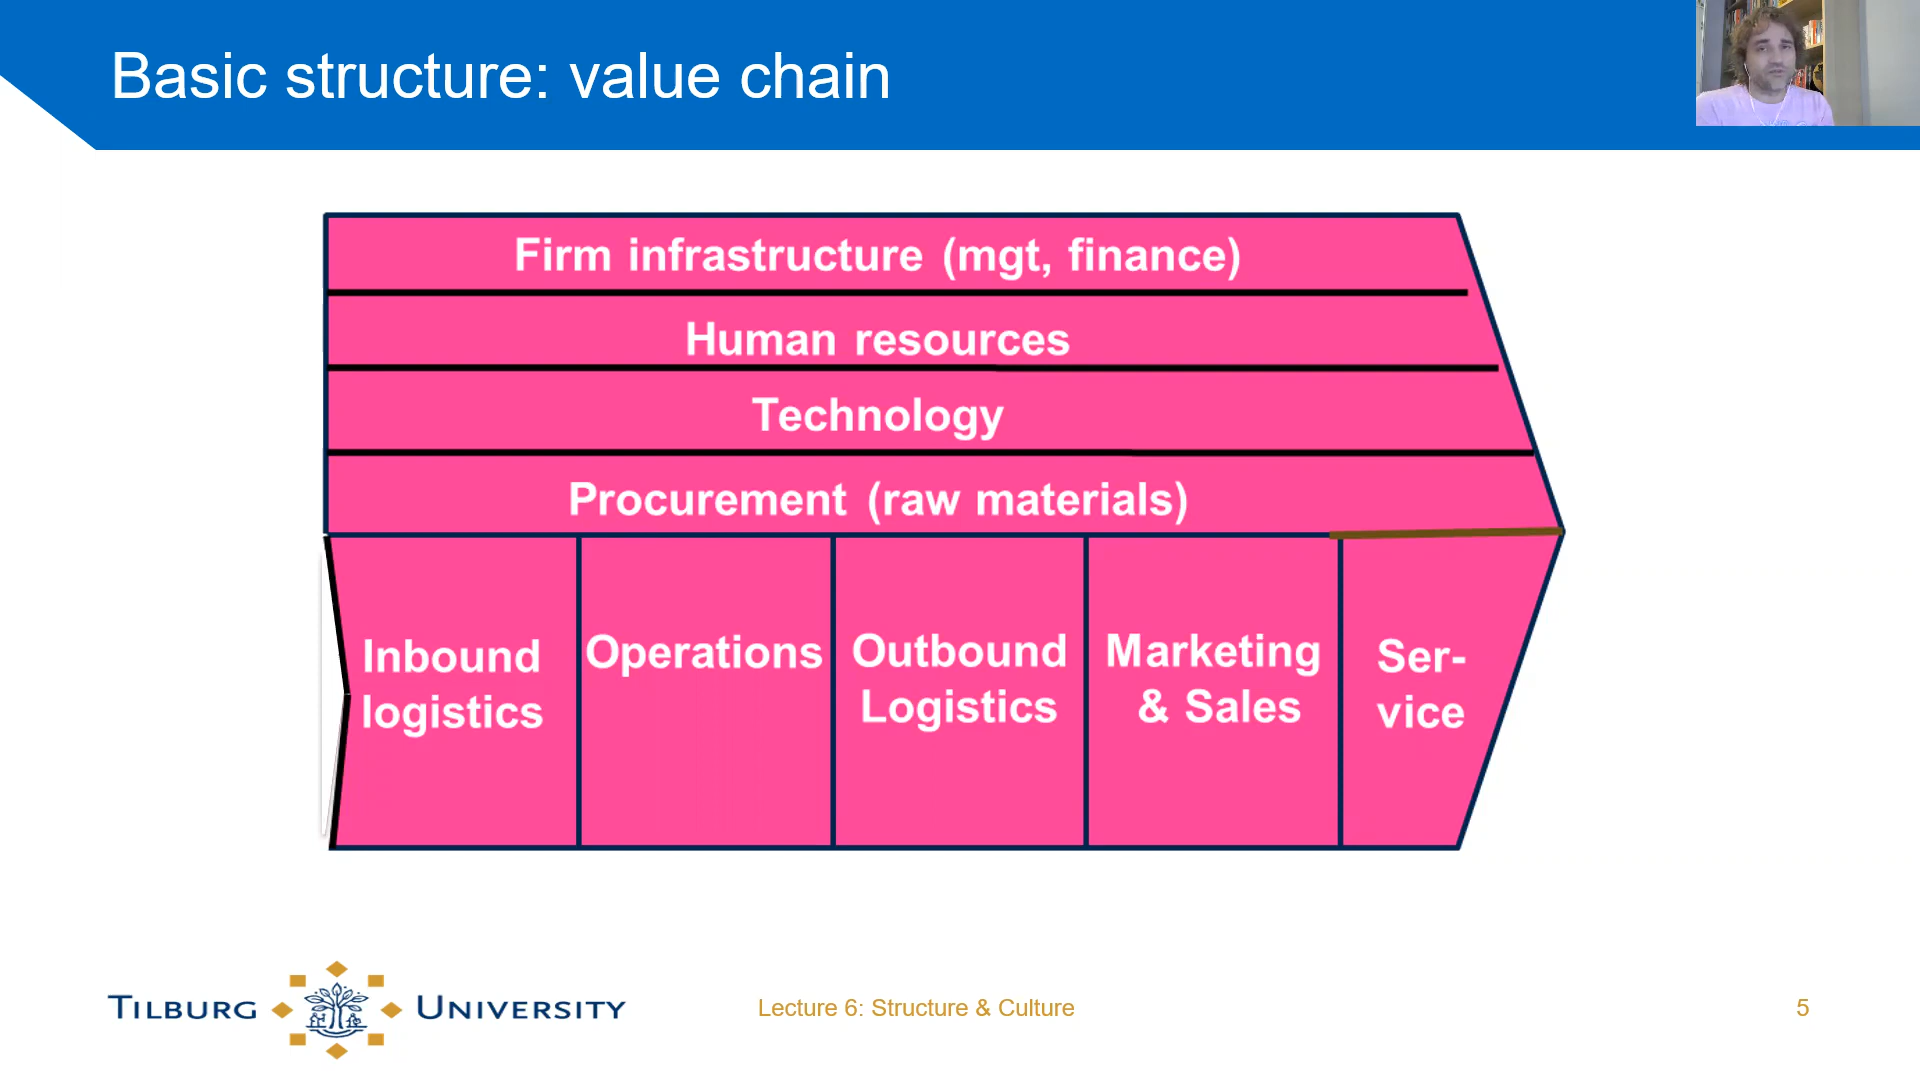 Basic structure: value chain
Firm infrastructure (mgt, finance)
Human resources
Technology
Procurement (raw materials)
Inbound
logistics
Operations
Outbound
Logistics
Marketing
& Sales
Ser-
vice
TILBURG UNIVERSITY
Lecture 6: Structure & Culture
5